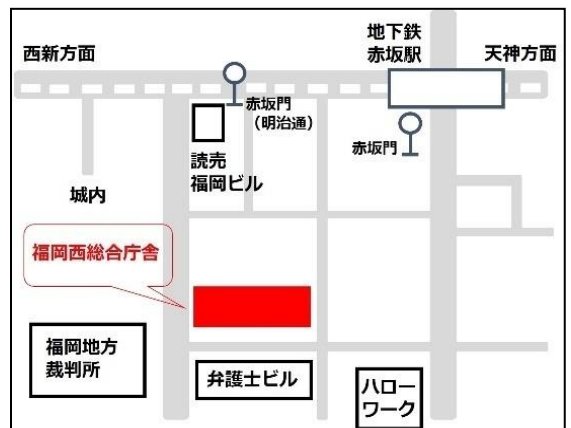 西新方面
地下鉄
赤坂駅
天神方面
赤坂門
（明治通）
赤坂門
読売
福岡ビル
城内
福岡西総合庁舎
福岡地方
裁判所
弁護士ビル
ハロー
ワーク